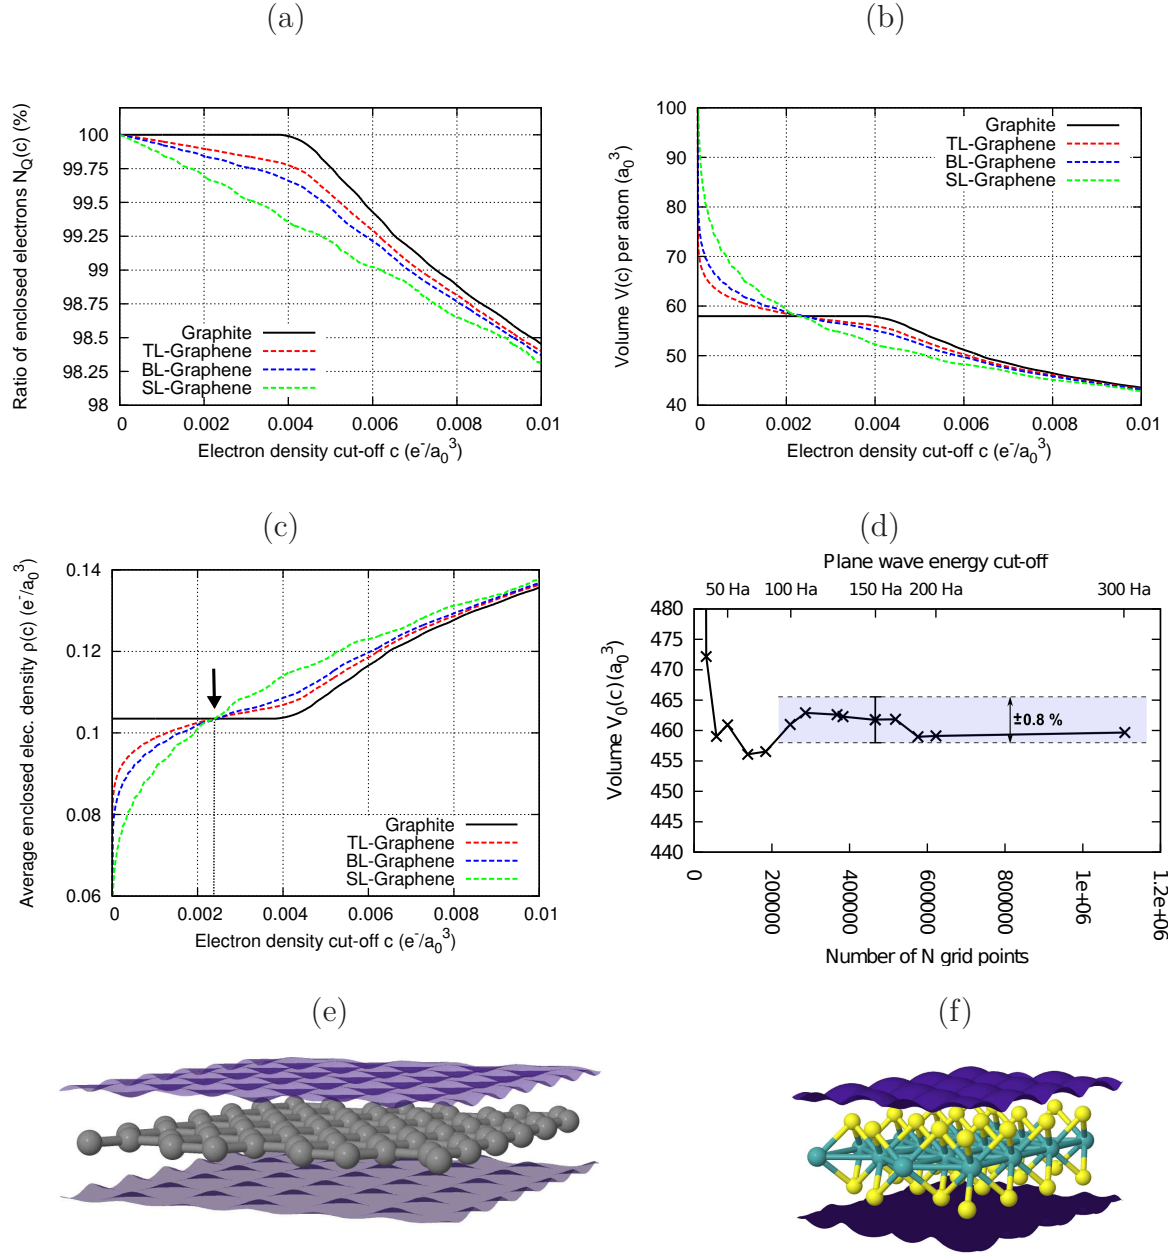 (a)
Ratio of enclosed electrons N_Q(c) (%)
100
99.75
99.5
99.25
99
98.75
98.5
98.25
98
Graphite
TL-Graphene
BL-Graphene
SL-Graphene
0 0.002 0.004 0.006 0.008 0.01
Electron density cut-off c (e⁻/a₀³)
(b)
Volume V(c) per atom (a₀³)
100
90
80
70
60
50
40
Graphite
TL-Graphene
BL-Graphene
SL-Graphene
0 0.002 0.004 0.006 0.008 0.01
Electron density cut-off c (e⁻/a₀³)
(c)
Average enclosed elec. density ρ(c) (e⁻/a₀³)
0.14
0.12
0.1
0.08
0.06
Graphite
TL-Graphene
BL-Graphene
SL-Graphene
0 0.002 0.004 0.006 0.008 0.01
Electron density cut-off c (e⁻/a₀³)
(d)
Plane wave energy cut-off
50 Ha 100 Ha 150 Ha 200 Ha 300 Ha
Volume V₀(c) (a₀³)
480
475
470
465
460
455
450
445
440
±0.8 %
0 200000 400000 600000 800000 1e+06 1.2e+06
Number of N grid points
(e)
(f)